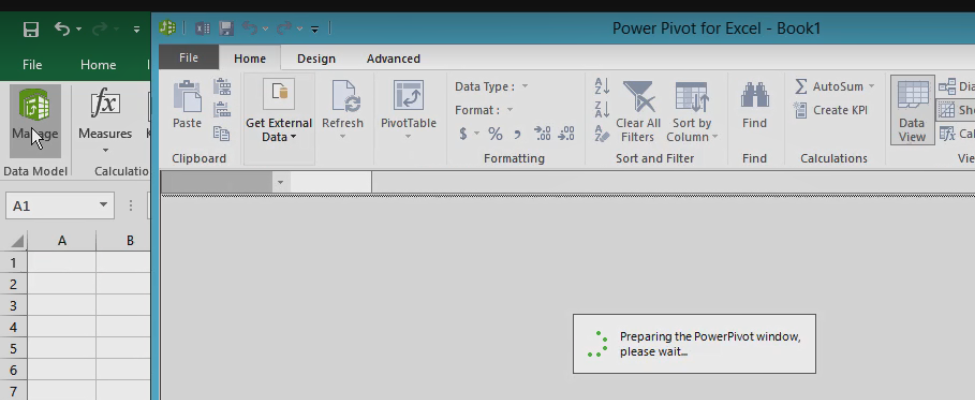 Power Pivot for Excel - Book1
File Home
File Home Design Advanced
Manage
Measures
Data Model
Paste
Clipboard
Get External
Data
Refresh
PivotTable
Data Type :
Format :
$ % ,
Formatting
Clear All
Filters
Sort by
Column
Sort and Filter
Find
Find
AutoSum
Create KPI
Calculations
Data
View
A1
A B
1
2
3
4
5
6
7
Preparing the PowerPivot window,
please wait...